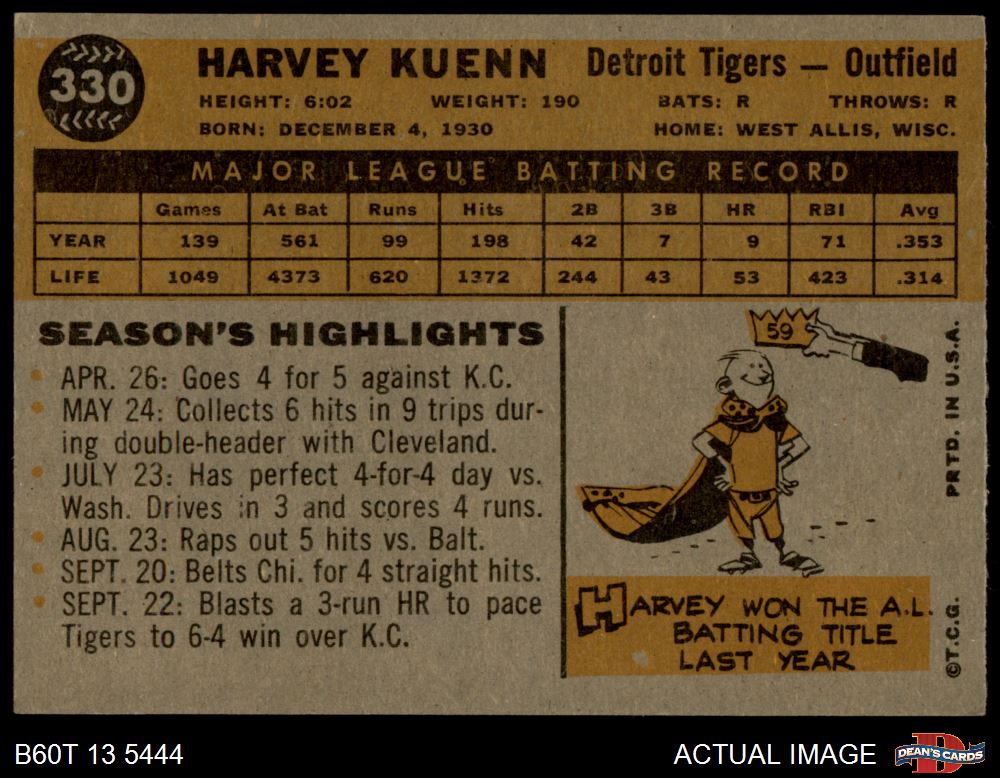 330
HARVEY KUENN Detroit Tigers — Outfield
HEIGHT: 6:02 WEIGHT: 190 BATS: R THROWS: R
BORN: DECEMBER 4, 1930 HOME: WEST ALLIS, WISC.
MAJOR LEAGUE BATTING RECORD
Games At Bat Runs Hits 2B 3B HR RBI Avg
YEAR 139 561 99 198 42 7 9 71 .353
LIFE 1049 4373 620 1372 244 43 53 423 .314
SEASON'S HIGHLIGHTS
• APR. 26: Goes 4 for 5 against K.C.
• MAY 24: Collects 6 hits in 9 trips dur-
ing double-header with Cleveland.
• JULY 23: Has perfect 4-for-4 day vs.
Wash. Drives in 3 and scores 4 runs.
• AUG. 23: Raps out 5 hits vs. Balt.
• SEPT. 20: Belts Chi. for 4 straight hits.
• SEPT. 22: Blasts a 3-run HR to pace
Tigers to 6-4 win over K.C.
59
HARVEY WON THE A.L.
BATTING TITLE
LAST YEAR
©T.C.G. PRTD. IN U.S.A.
B60T 13 5444 ACTUAL IMAGE DEAN'S CARDS